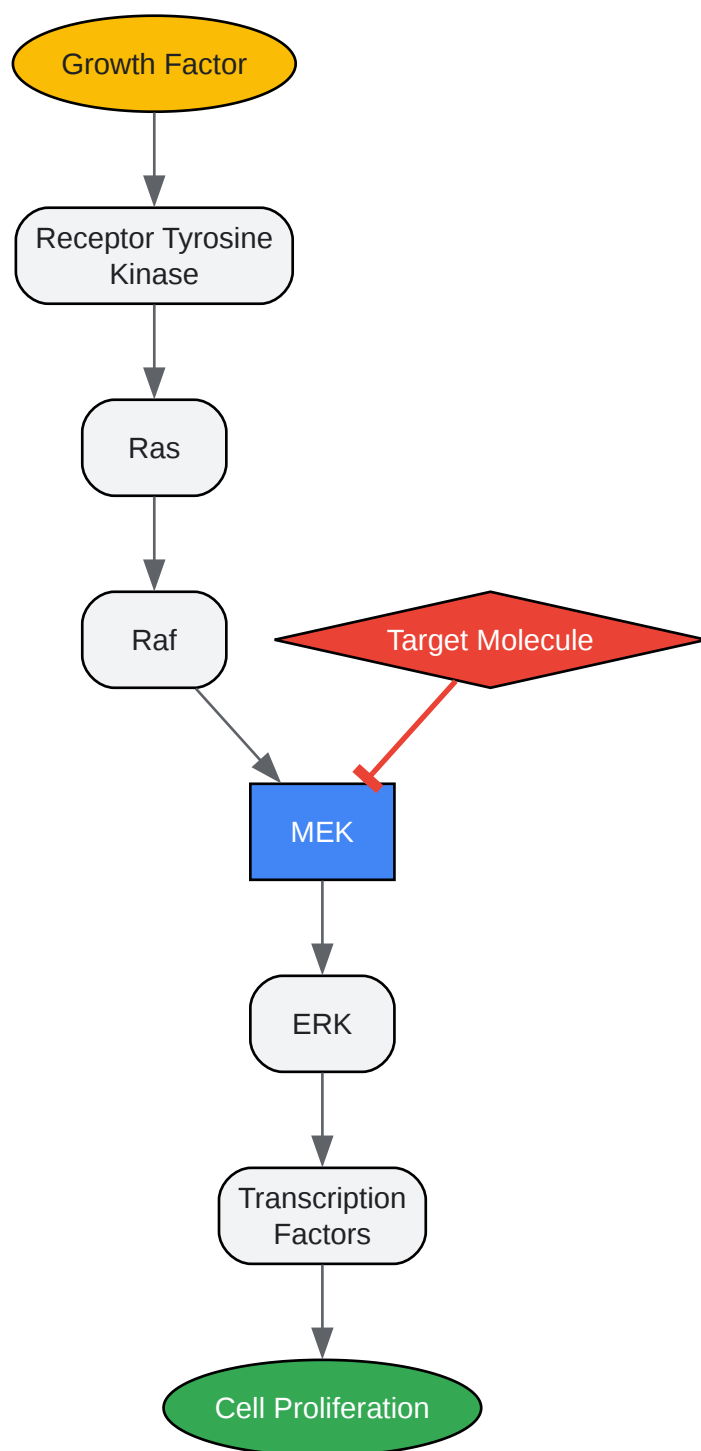 Growth Factor
Receptor Tyrosine
Kinase
Ras
Raf
Target Molecule
MEK
ERK
Transcription
Factors
Cell Proliferation